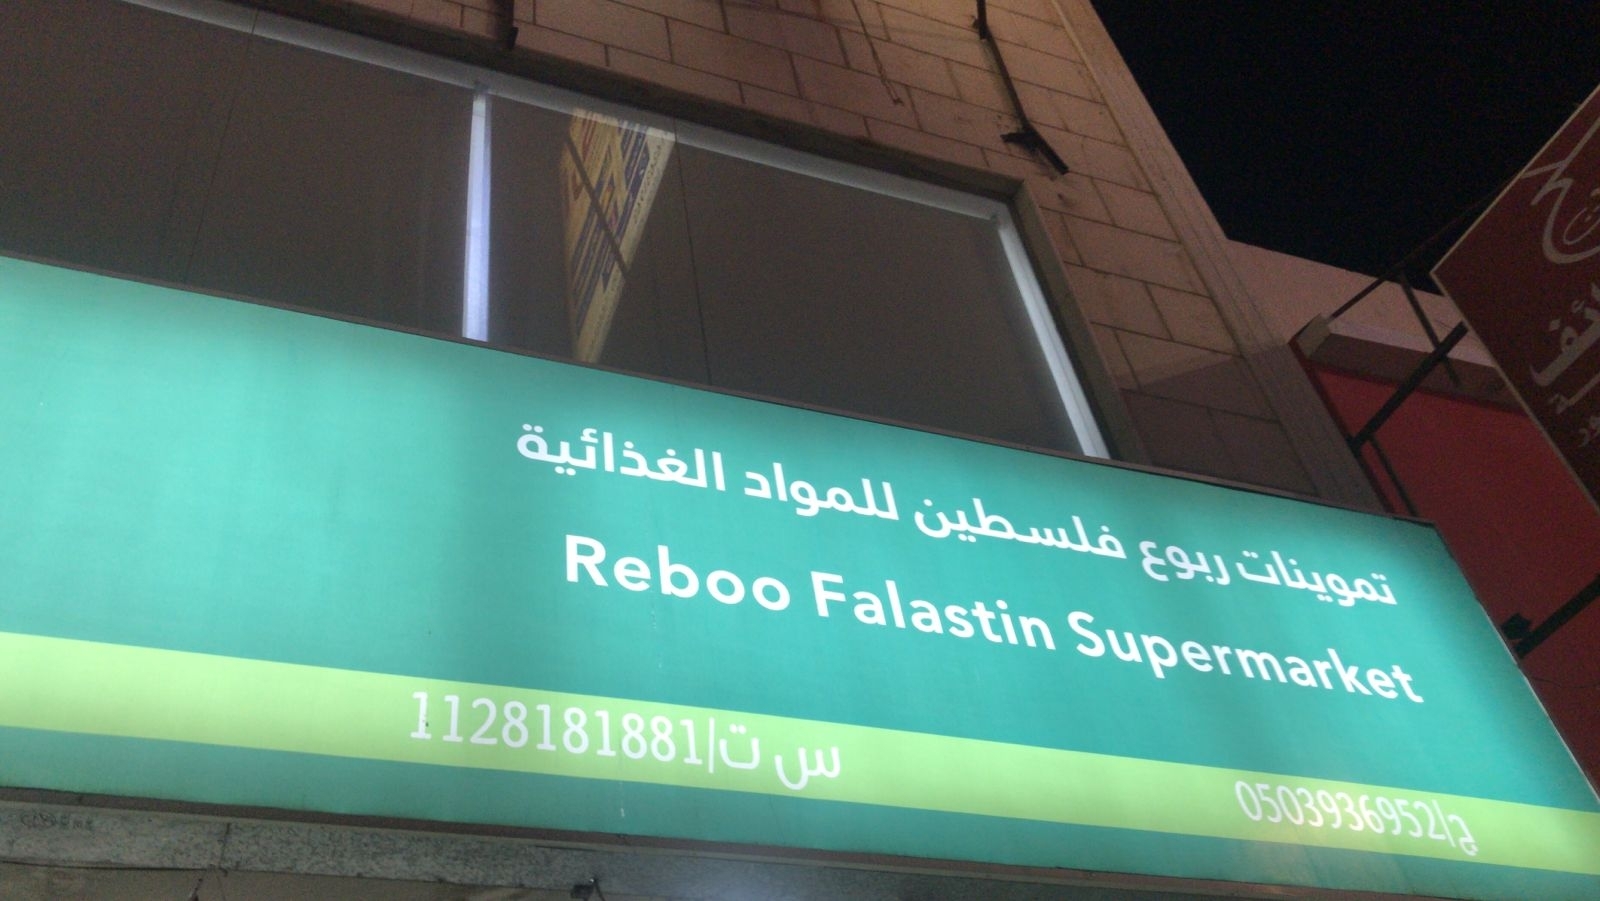 تموينات ربوع فلسطين للمواد الغذائية
Reboo Falastin Supermarket
س ت/1128181881
ج/0503936952